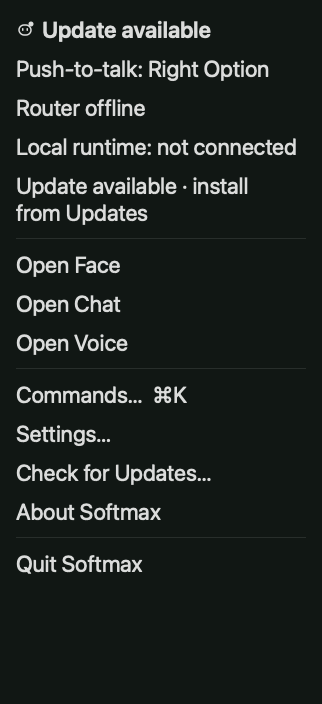 Update available
Push-to-talk: Right Option
Router offline
Local runtime: not connected
Update available · install
from Updates
Open Face
Open Chat
Open Voice
Commands... ⌘K
Settings...
Check for Updates...
About Softmax
Quit Softmax